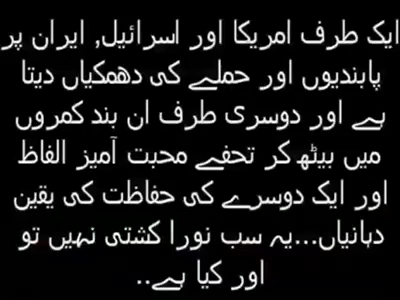 ایک طرف امریکا اور اسرائیل, ایران پر
پابندیوں اور حملے کی دھمکیاں دیتا
ہے اور دوسری طرف ان بند کمروں
میں بیٹھ کر تحفے محبت آمیز الفاظ
اور ایک دوسرے کی حفاظت کی یقین
دہانیاں...یہ سب نورا کشتی نہیں تو
اور کیا ہے..